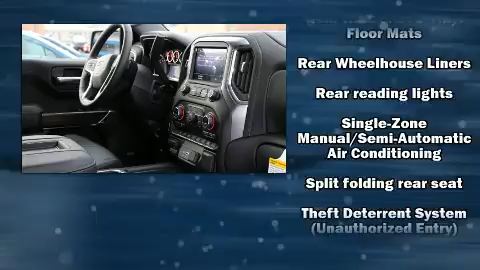 Floor Mats
Rear Wheelhouse Liners
Rear reading lights
Single-Zone
Manual/Semi-Automatic
Air Conditioning
Split folding rear seat
Theft Deterrent System
(Unauthorized Entry)